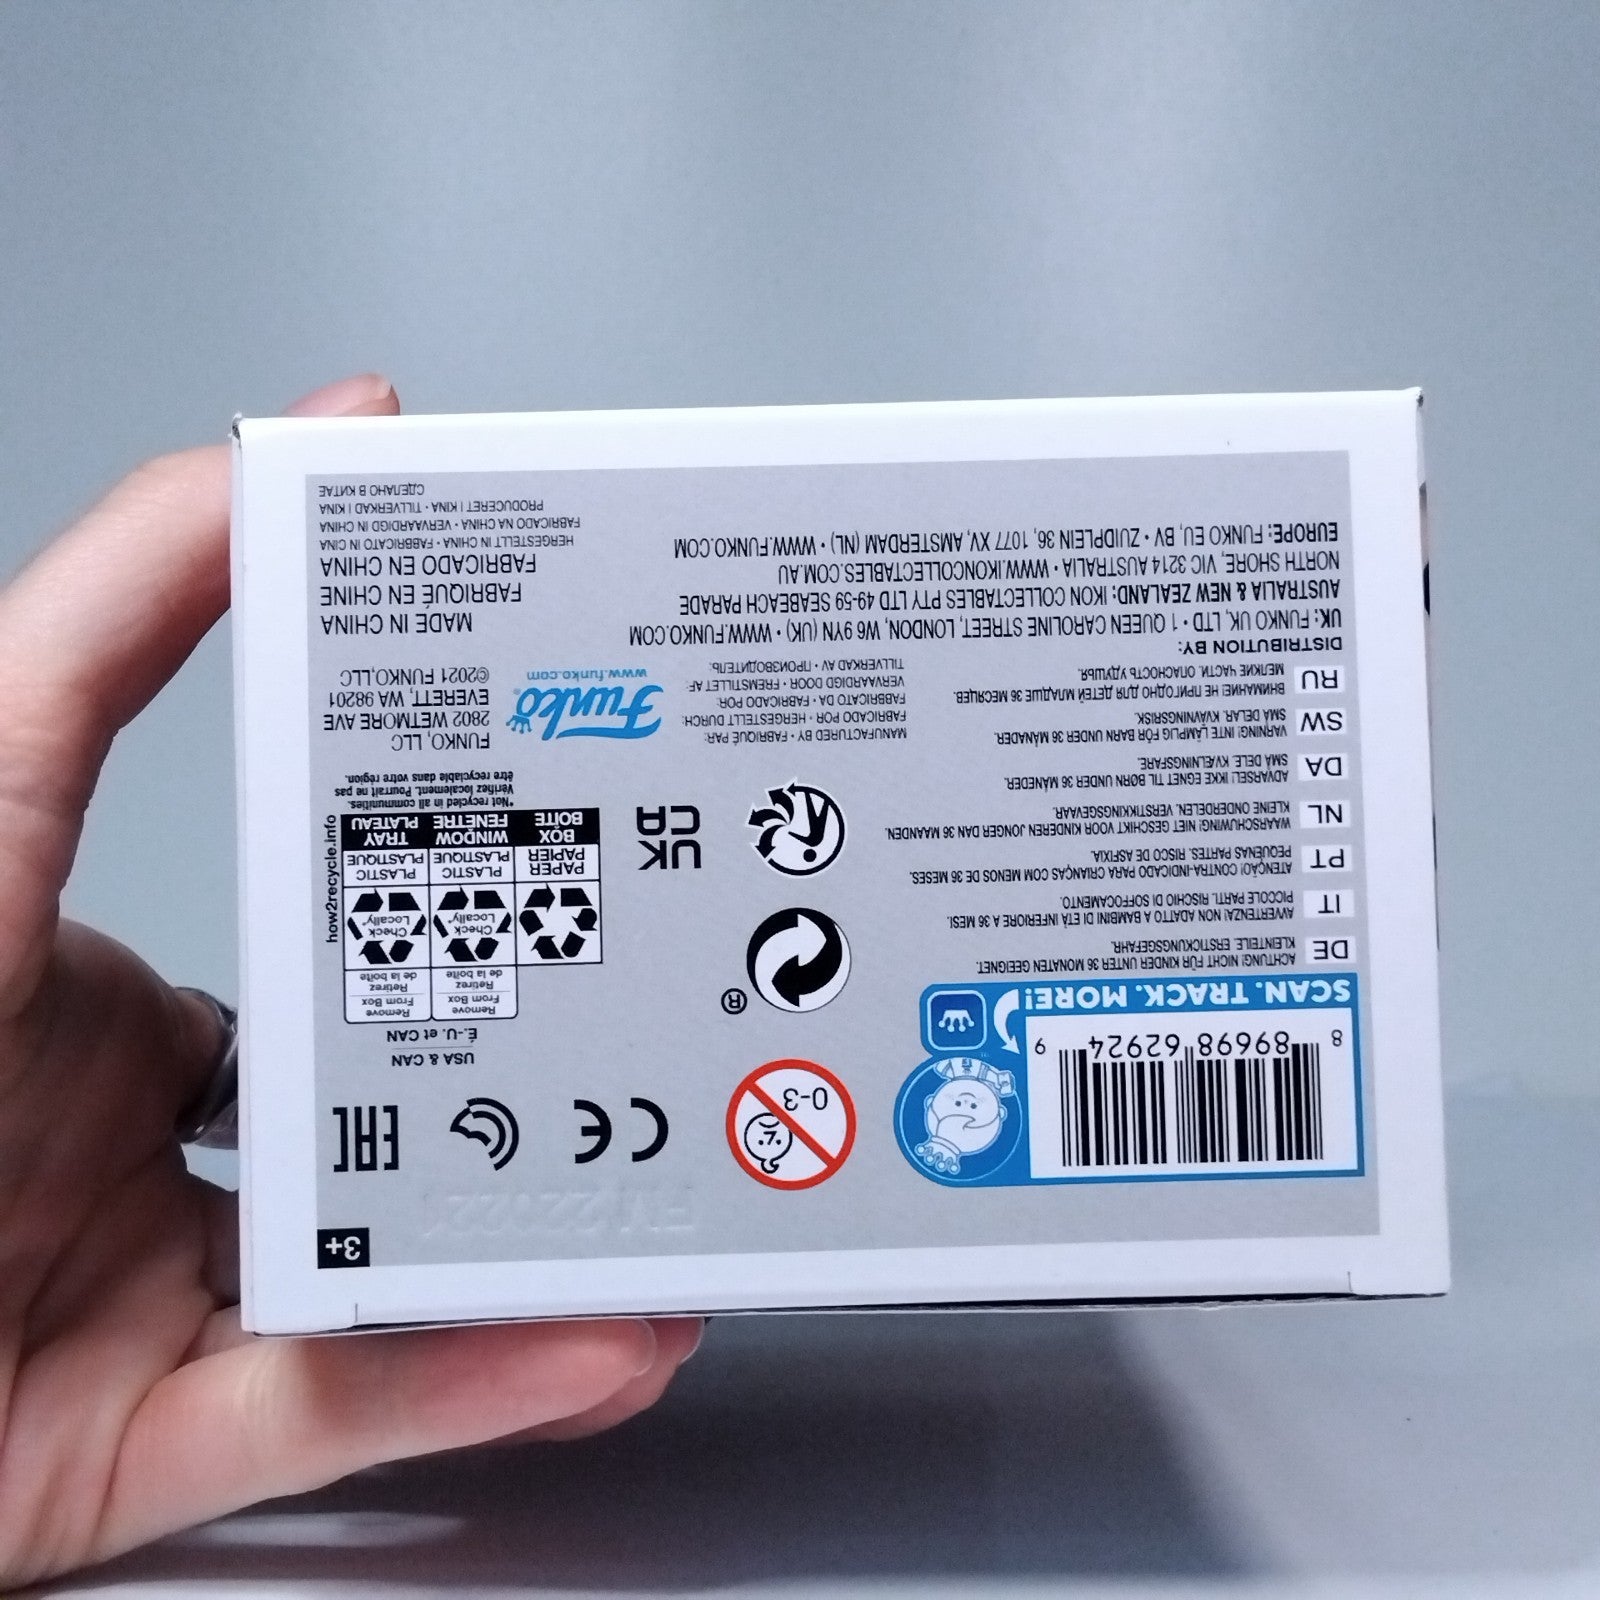 3+
FM 220221
8 89698 62924 9
SCAN. TRACK. MORE!
0-3
CE
EAC
USA & CAN
É.-U. et CAN
Remove
From Box
Retirez
de la boîte
Remove
From Box
Retirez
de la boîte
Check
Locally*
Check
Locally*
PAPER
PAPIER
PLASTIC
PLASTIQUE
PLASTIC
PLASTIQUE
BOX
BOÎTE
WINDOW
FENÊTRE
TRAY
PLATEAU
how2recycle.info
*Not recycled in all communities.
Vérifiez localement. Pourrait ne pas
être recyclable dans votre région.
®
UK
CA
DE ACHTUNG! NICHT FÜR KINDER UNTER 36 MONATEN GEEIGNET.
KLEINTEILE. ERSTICKUNGSGEFAHR.
IT AVVERTENZA! NON ADATTO A BAMBINI DI ETÀ INFERIORE A 36 MESI.
PICCOLE PARTI. RISCHIO DI SOFFOCAMENTO.
PT ATENÇÃO! CONTRA-INDICADO PARA CRIANÇAS COM MENOS DE 36 MESES.
PEQUENAS PARTES. RISCO DE ASFIXIA.
NL WAARSCHUWING! NIET GESCHIKT VOOR KINDEREN JONGER DAN 36 MAANDEN.
KLEINE ONDERDELEN. VERSTIKKINGSGEVAAR.
DA ADVARSEL! IKKE EGNET TIL BØRN UNDER 36 MÅNEDER.
SMÅ DELE. KVÆLNINGSFARE.
SW VARNING! INTE LÄMPLIG FÖR BARN UNDER 36 MÅNADER.
SMÅ DELAR. KVÄVNINGSRISK.
RU ВНИМАНИЕ! НЕ ПРИГОДНО ДЛЯ ДЕТЕЙ МЛАДШЕ 36 МЕСЯЦЕВ.
МЕЛКИЕ ЧАСТИ. ОПАСНОСТЬ УДУШЬЯ.
MANUFACTURED BY • FABRIQUÉ PAR:
FABRICADO POR • HERGESTELLT DURCH:
FABBRICATO DA • FABRICADO POR:
VERVAARDIGD DOOR • FREMSTILLET AF:
TILLVERKAD AV • ПРОИЗВОДИТЕЛЬ:
Funko®
www.funko.com
FUNKO, LLC
2802 WETMORE AVE
EVERETT, WA 98201
©2021 FUNKO,LLC
DISTRIBUTION BY:
UK: FUNKO UK, LTD • 1 QUEEN CAROLINE STREET, LONDON, W6 9YN (UK) • WWW.FUNKO.COM
AUSTRALIA & NEW ZEALAND: IKON COLLECTABLES PTY LTD 49-59 SEABEACH PARADE
NORTH SHORE, VIC 3214 AUSTRALIA • WWW.IKONCOLLECTABLES.COM.AU
EUROPE: FUNKO EU, BV • ZUIDPLEIN 36, 1077 XV, AMSTERDAM (NL) • WWW.FUNKO.COM
MADE IN CHINA
FABRIQUÉ EN CHINE
FABRICADO EN CHINA
HERGESTELLT IN CHINA • FABBRICATO IN CINA
FABRICADO NA CHINA • VERVAARDIGD IN CHINA
PRODUCERET I KINA • TILLVERKAD I KINA
СДЕЛАНО В КИТАЕ